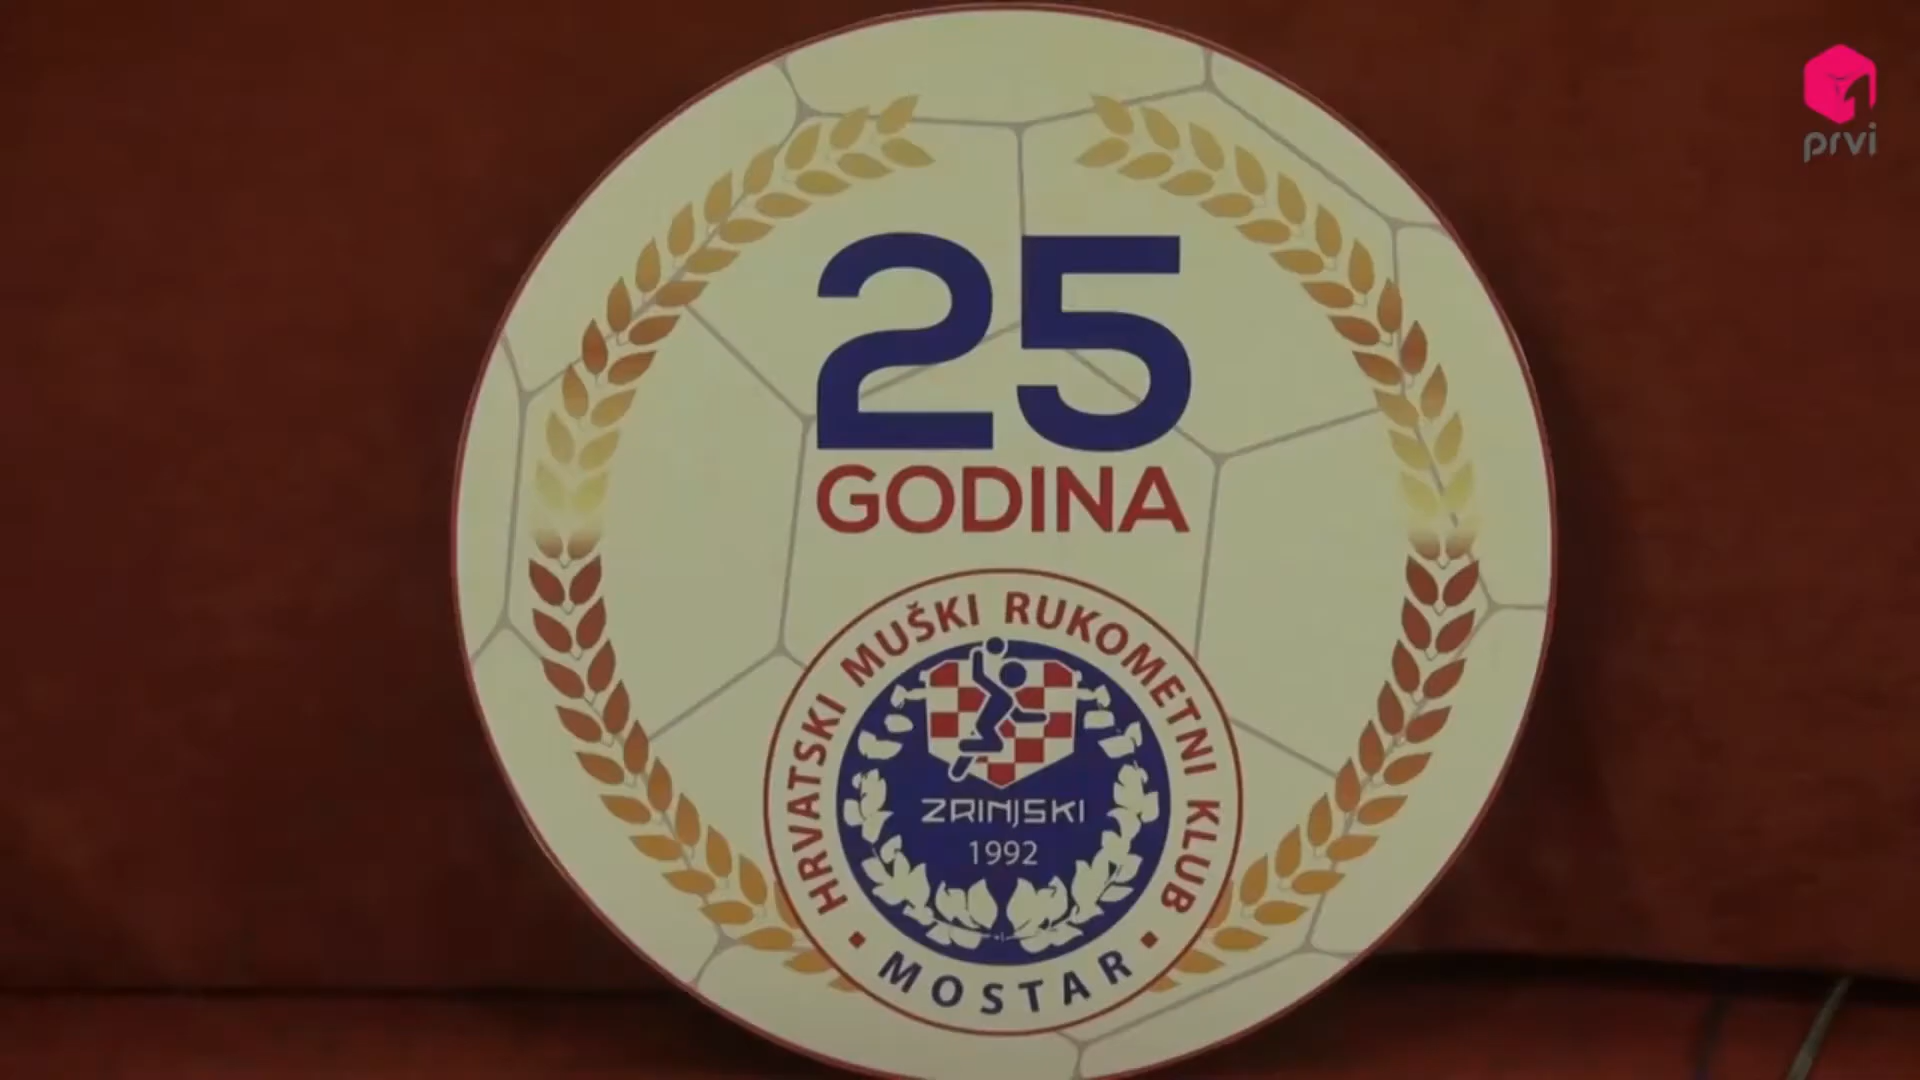 prvi
25
GODINA
HRVATSKI MUŠKI RUKOMETNI KLUB
ZRINJSKI
1992
MOSTAR